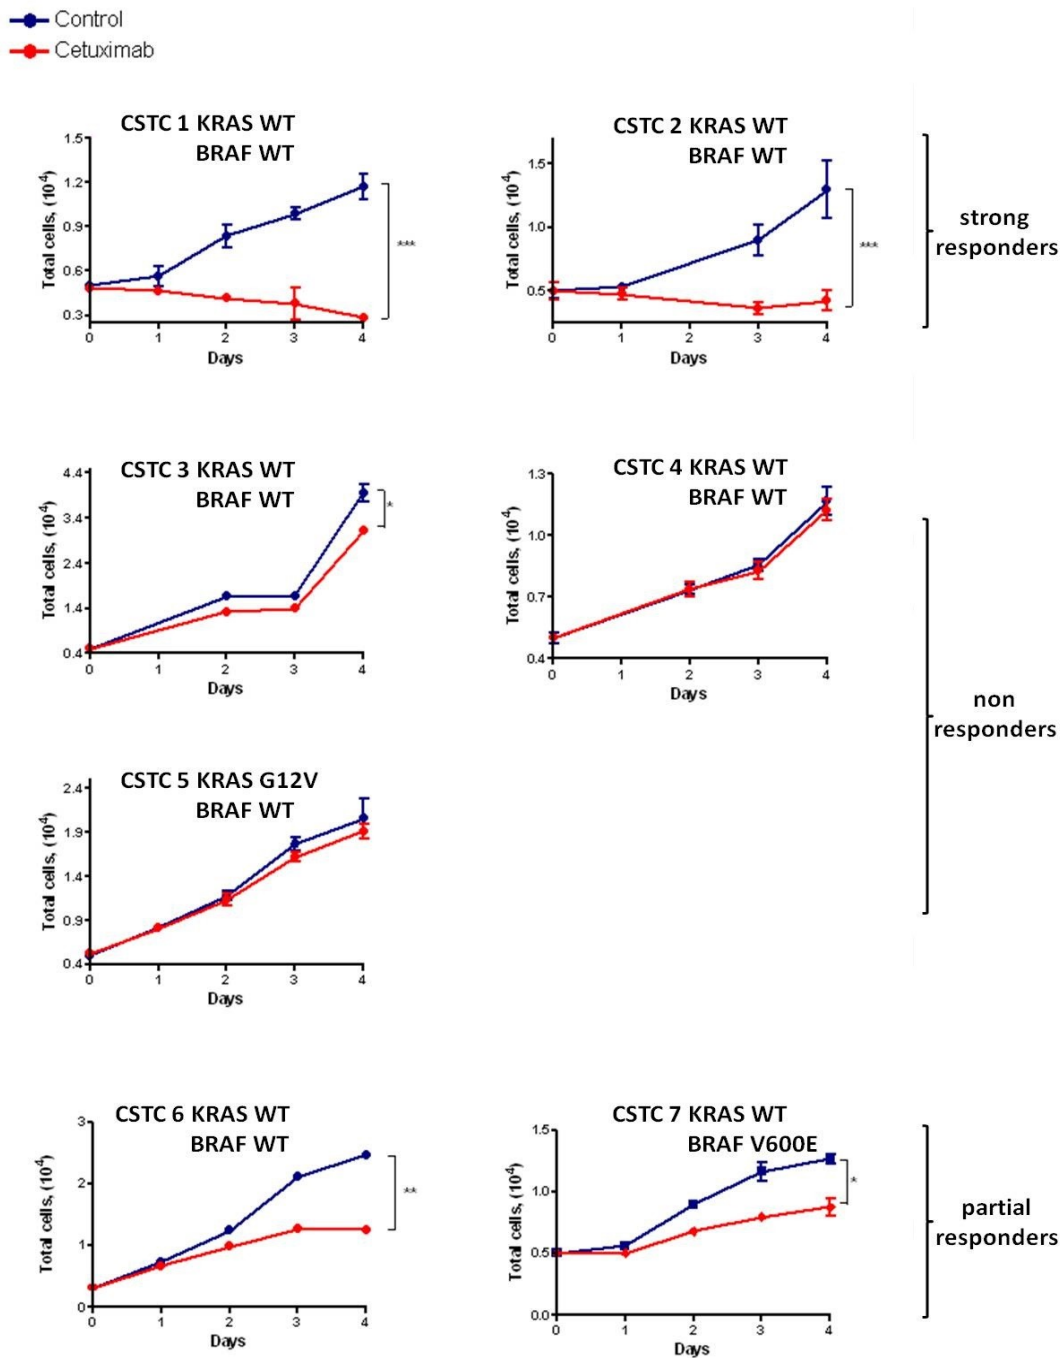 Control
Cetuximab
CSTC 1 KRAS WT
BRAF WT
Total cells, (10⁴)
1.5
1.2
0.9
0.6
0.3
0 1 2 3 4
Days
***
CSTC 2 KRAS WT
BRAF WT
Total cells, (10⁴)
1.5
1.0
0.5
0 1 2 3 4
Days
***
strong
responders
CSTC 3 KRAS WT
BRAF WT
Total cells, (10⁴)
4.4
3.4
2.4
1.4
0.4
0 1 2 3 4
Days
*
CSTC 4 KRAS WT
BRAF WT
Total cells, (10⁴)
1.3
1.0
0.7
0.4
0 1 2 3 4
Days
non
responders
CSTC 5 KRAS G12V
BRAF WT
Total cells, (10⁴)
2.4
1.9
1.4
0.9
0.4
0 1 2 3 4
Days
CSTC 6 KRAS WT
BRAF WT
Total cells, (10⁴)
3
2
1
0
0 1 2 3 4
Days
**
CSTC 7 KRAS WT
BRAF V600E
Total cells, (10⁴)
1.5
1.0
0.5
0.0
0 1 2 3 4
Days
*
partial
responders